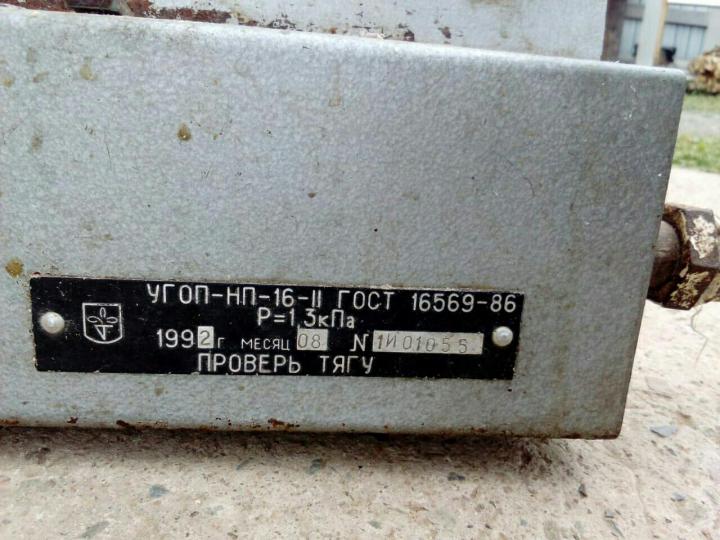 УГОП-НП-16-II ГОСТ 16569-86
Р=1,3кПа
1992г МЕСЯЦ 08 N 1И01055
ПРОВЕРЬ ТЯГУ